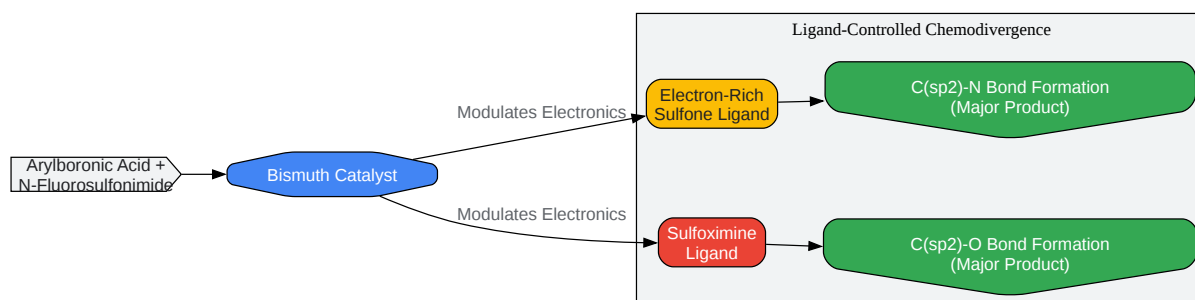 Ligand-Controlled Chemodivergence
Arylboronic Acid +
N-Fluorosulfonimide
Bismuth Catalyst
Modulates Electronics
Electron-Rich
Sulfone Ligand
C(sp2)-N Bond Formation
(Major Product)
Modulates Electronics
Sulfoximine
Ligand
C(sp2)-O Bond Formation
(Major Product)